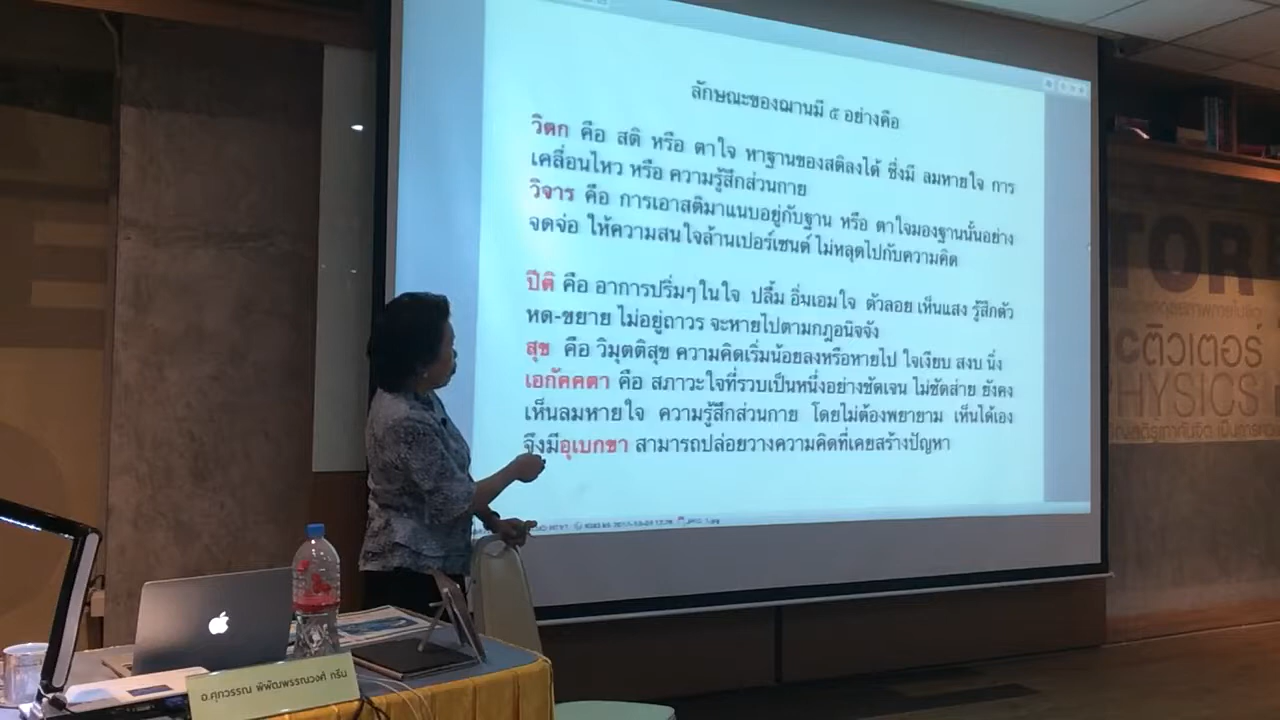 ลักษณะของฌานมี ๕ อย่างคือ
วิตก คือ สติ หรือ ตาใจ หาฐานของสติลงได้ ซึ่งมี ลมหายใจ การ
เคลื่อนไหว หรือ ความรู้สึกส่วนกาย
วิจาร คือ การเอาสติมาแนบอยู่กับฐาน หรือ ตาใจมองฐานนั้นอย่าง
จดจ่อ ให้ความสนใจล้านเปอร์เซนต์ ไม่หลุดไปกับความคิด
ปีติ คือ อาการปริ่มๆ ในใจ ปลื้ม อิ่มเอมใจ ตัวลอย เห็นแสง รู้สึกตัว
หด-ขยาย ไม่อยู่ถาวร จะหายไปตามกฎอนิจจัง
สุข คือ วิมุตติสุข ความคิดเริ่มน้อยลงหรือหายไป ใจเงียบ สงบ นิ่ง
เอกัคคตา คือ สภาวะใจที่รวบเป็นหนึ่งอย่างชัดเจน ไม่ซัดส่าย ยังคง
เห็นลมหายใจ ความรู้สึกส่วนกาย โดยไม่ต้องพยายาม เห็นได้เอง
จึงมีอุเบกขา สามารถปล่อยวางความคิดที่เคยสร้างปัญหา
TOR
cติวเตอร์
PHYSICS
อ.ศุภวรรณ พิพัฒพรรณวงศ์ กรีน